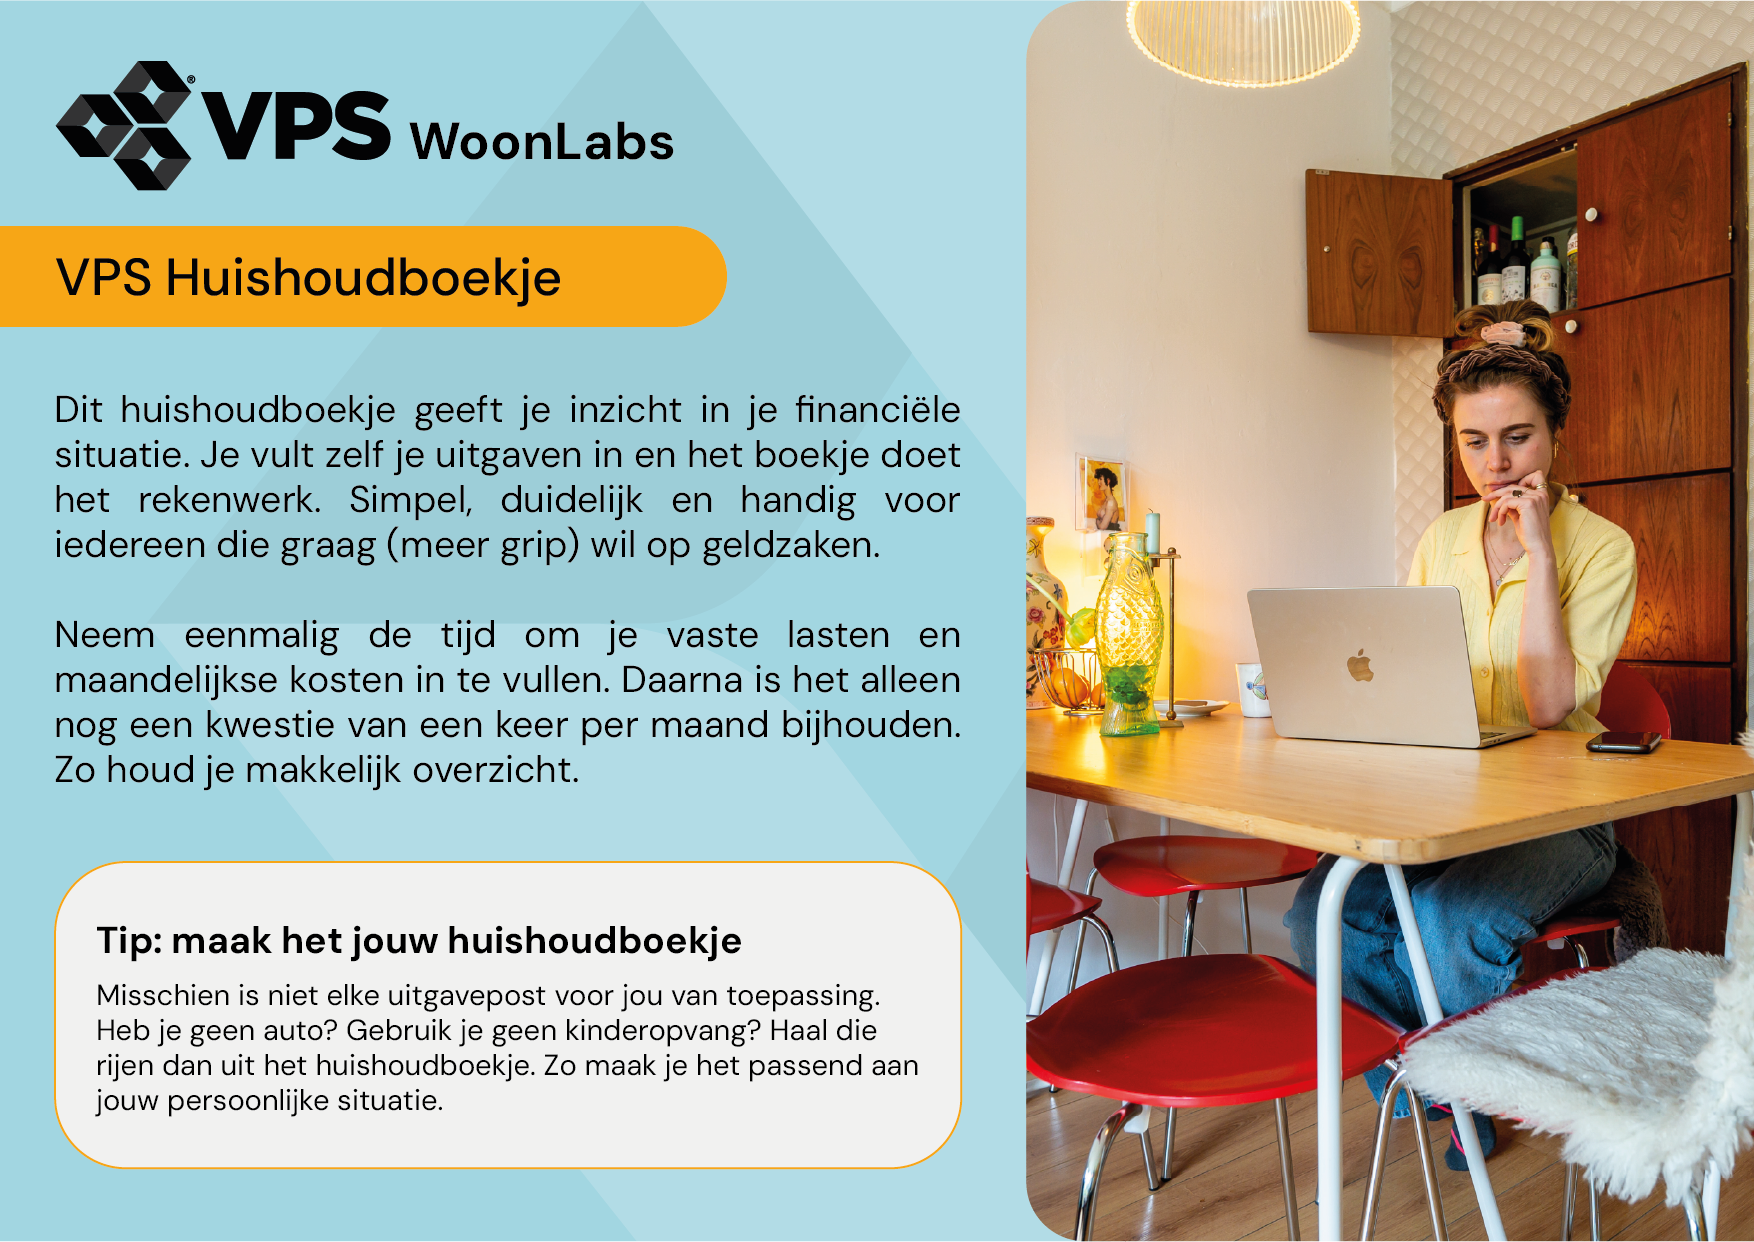 VPS® WoonLabs
VPS Huishoudboekje
Dit huishoudboekje geeft je inzicht in je financiële
situatie. Je vult zelf je uitgaven in en het boekje doet
het rekenwerk. Simpel, duidelijk en handig voor
iedereen die graag (meer grip) wil op geldzaken.
Neem eenmalig de tijd om je vaste lasten en
maandelijkse kosten in te vullen. Daarna is het alleen
nog een kwestie van een keer per maand bijhouden.
Zo houd je makkelijk overzicht.
Tip: maak het jouw huishoudboekje
Misschien is niet elke uitgavepost voor jou van toepassing.
Heb je geen auto? Gebruik je geen kinderopvang? Haal die
rijen dan uit het huishoudboekje. Zo maak je het passend aan
jouw persoonlijke situatie.